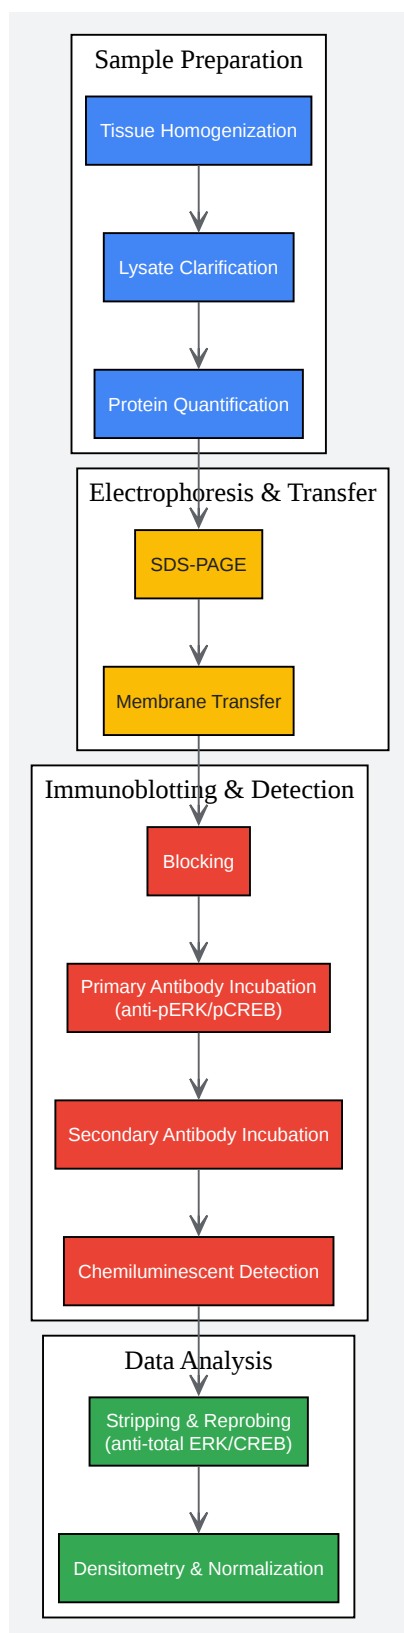 Sample Preparation
Tissue Homogenization
Lysate Clarification
Protein Quantification
Electrophoresis & Transfer
SDS-PAGE
Membrane Transfer
Immunoblotting & Detection
Blocking
Primary Antibody Incubation
(anti-pERK/pCREB)
Secondary Antibody Incubation
Chemiluminescent Detection
Data Analysis
Stripping & Reprobing
(anti-total ERK/CREB)
Densitometry & Normalization